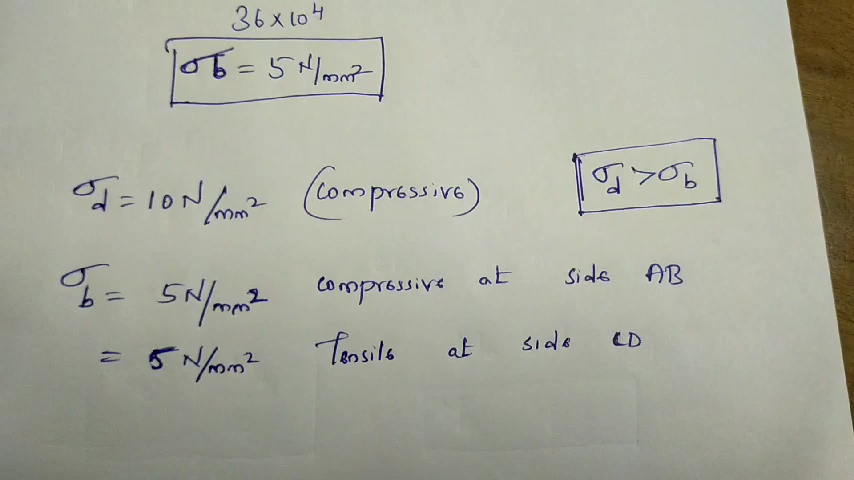 36×10⁴
σb = 5 N/mm²
σd = 10 N/mm² (compressive)
σd > σb
σb = 5 N/mm² compressive at side AB
= 5 N/mm² Tensile at side CD